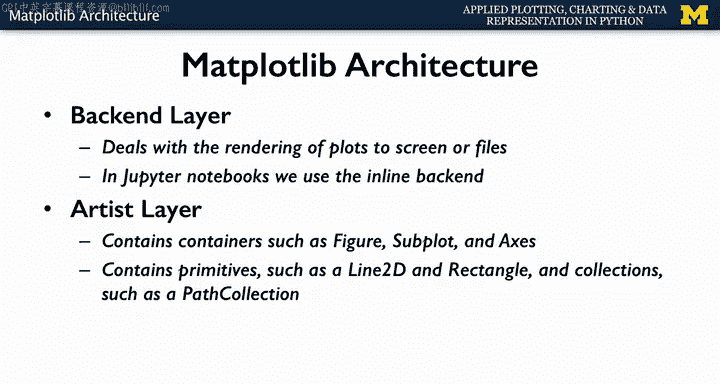 Matplotlib Architecture
APPLIED PLOTTING, CHARTING & DATA
REPRESENTATION IN PYTHON
M
Matplotlib Architecture
• Backend Layer
– Deals with the rendering of plots to screen or files
– In Jupyter notebooks we use the inline backend
• Artist Layer
– Contains containers such as Figure, Subplot, and Axes
– Contains primitives, such as a Line2D and Rectangle, and collections,
such as a PathCollection